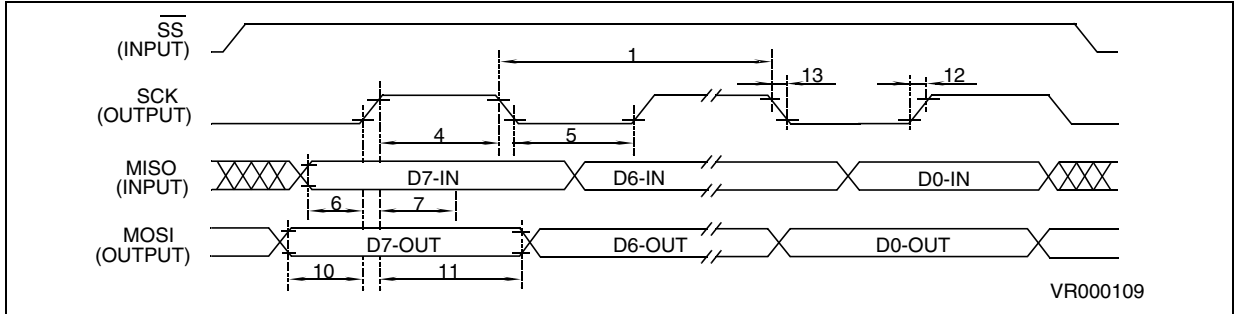 SS
(INPUT)
1
13
12
SCK
(OUTPUT)
4
5
MISO
(INPUT)
D7-IN
D6-IN
D0-IN
6
7
MOSI
(OUTPUT)
D7-OUT
D6-OUT
D0-OUT
10
11
VR000109